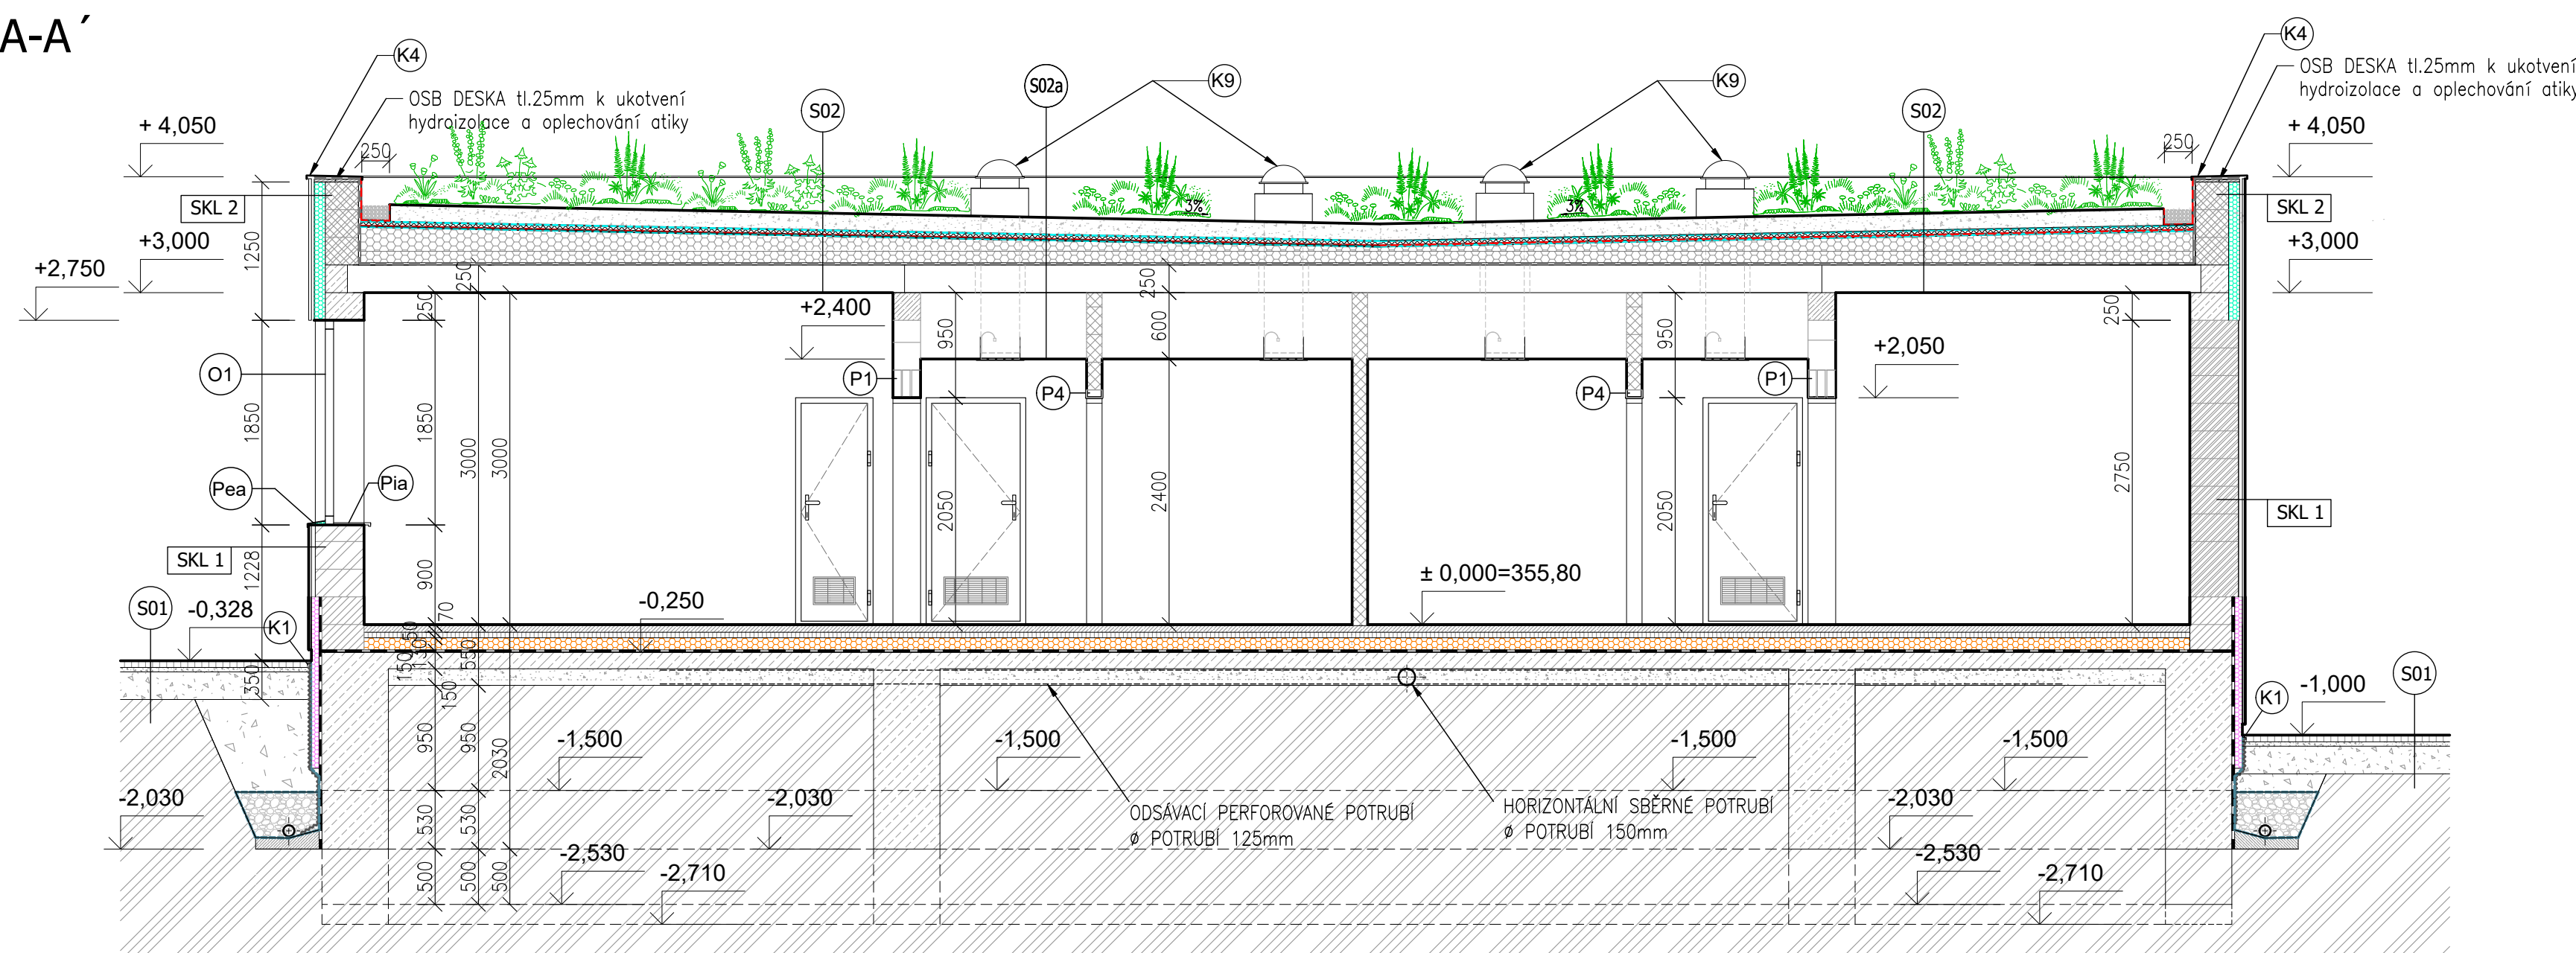 A-A´
K4
OSB DESKA tl.25mm k ukotvení
hydroizolace a oplechování atiky
S02
S02a
K9
K9
S02
K4
OSB DESKA tl.25mm k ukotvení
hydroizolace a oplechování atiky
+ 4,050
250
250
+ 4,050
SKL 2
SKL 2
3%
3%
+3,000
+3,000
+2,750
1250
250
250
250
250
+2,400
950
600
950
+2,050
O1
P1
P4
P4
P1
1850
1850
3000
3000
2050
2400
2050
2750
Pea
Pia
SKL 1
SKL 1
1228
900
70
± 0,000=355,80
S01
-0,328
K1
-0,250
50
130
150
550
350
150
S01
-1,000
K1
950
950
2030
-1,500
-1,500
-1,500
-1,500
-2,030
-2,030
-2,030
ODSÁVACÍ PERFOROVANÉ POTRUBÍ
ø POTRUBÍ 125mm
HORIZONTÁLNÍ SBĚRNÉ POTRUBÍ
ø POTRUBÍ 150mm
530
530
-2,530
-2,530
500
500
500
-2,710
-2,710